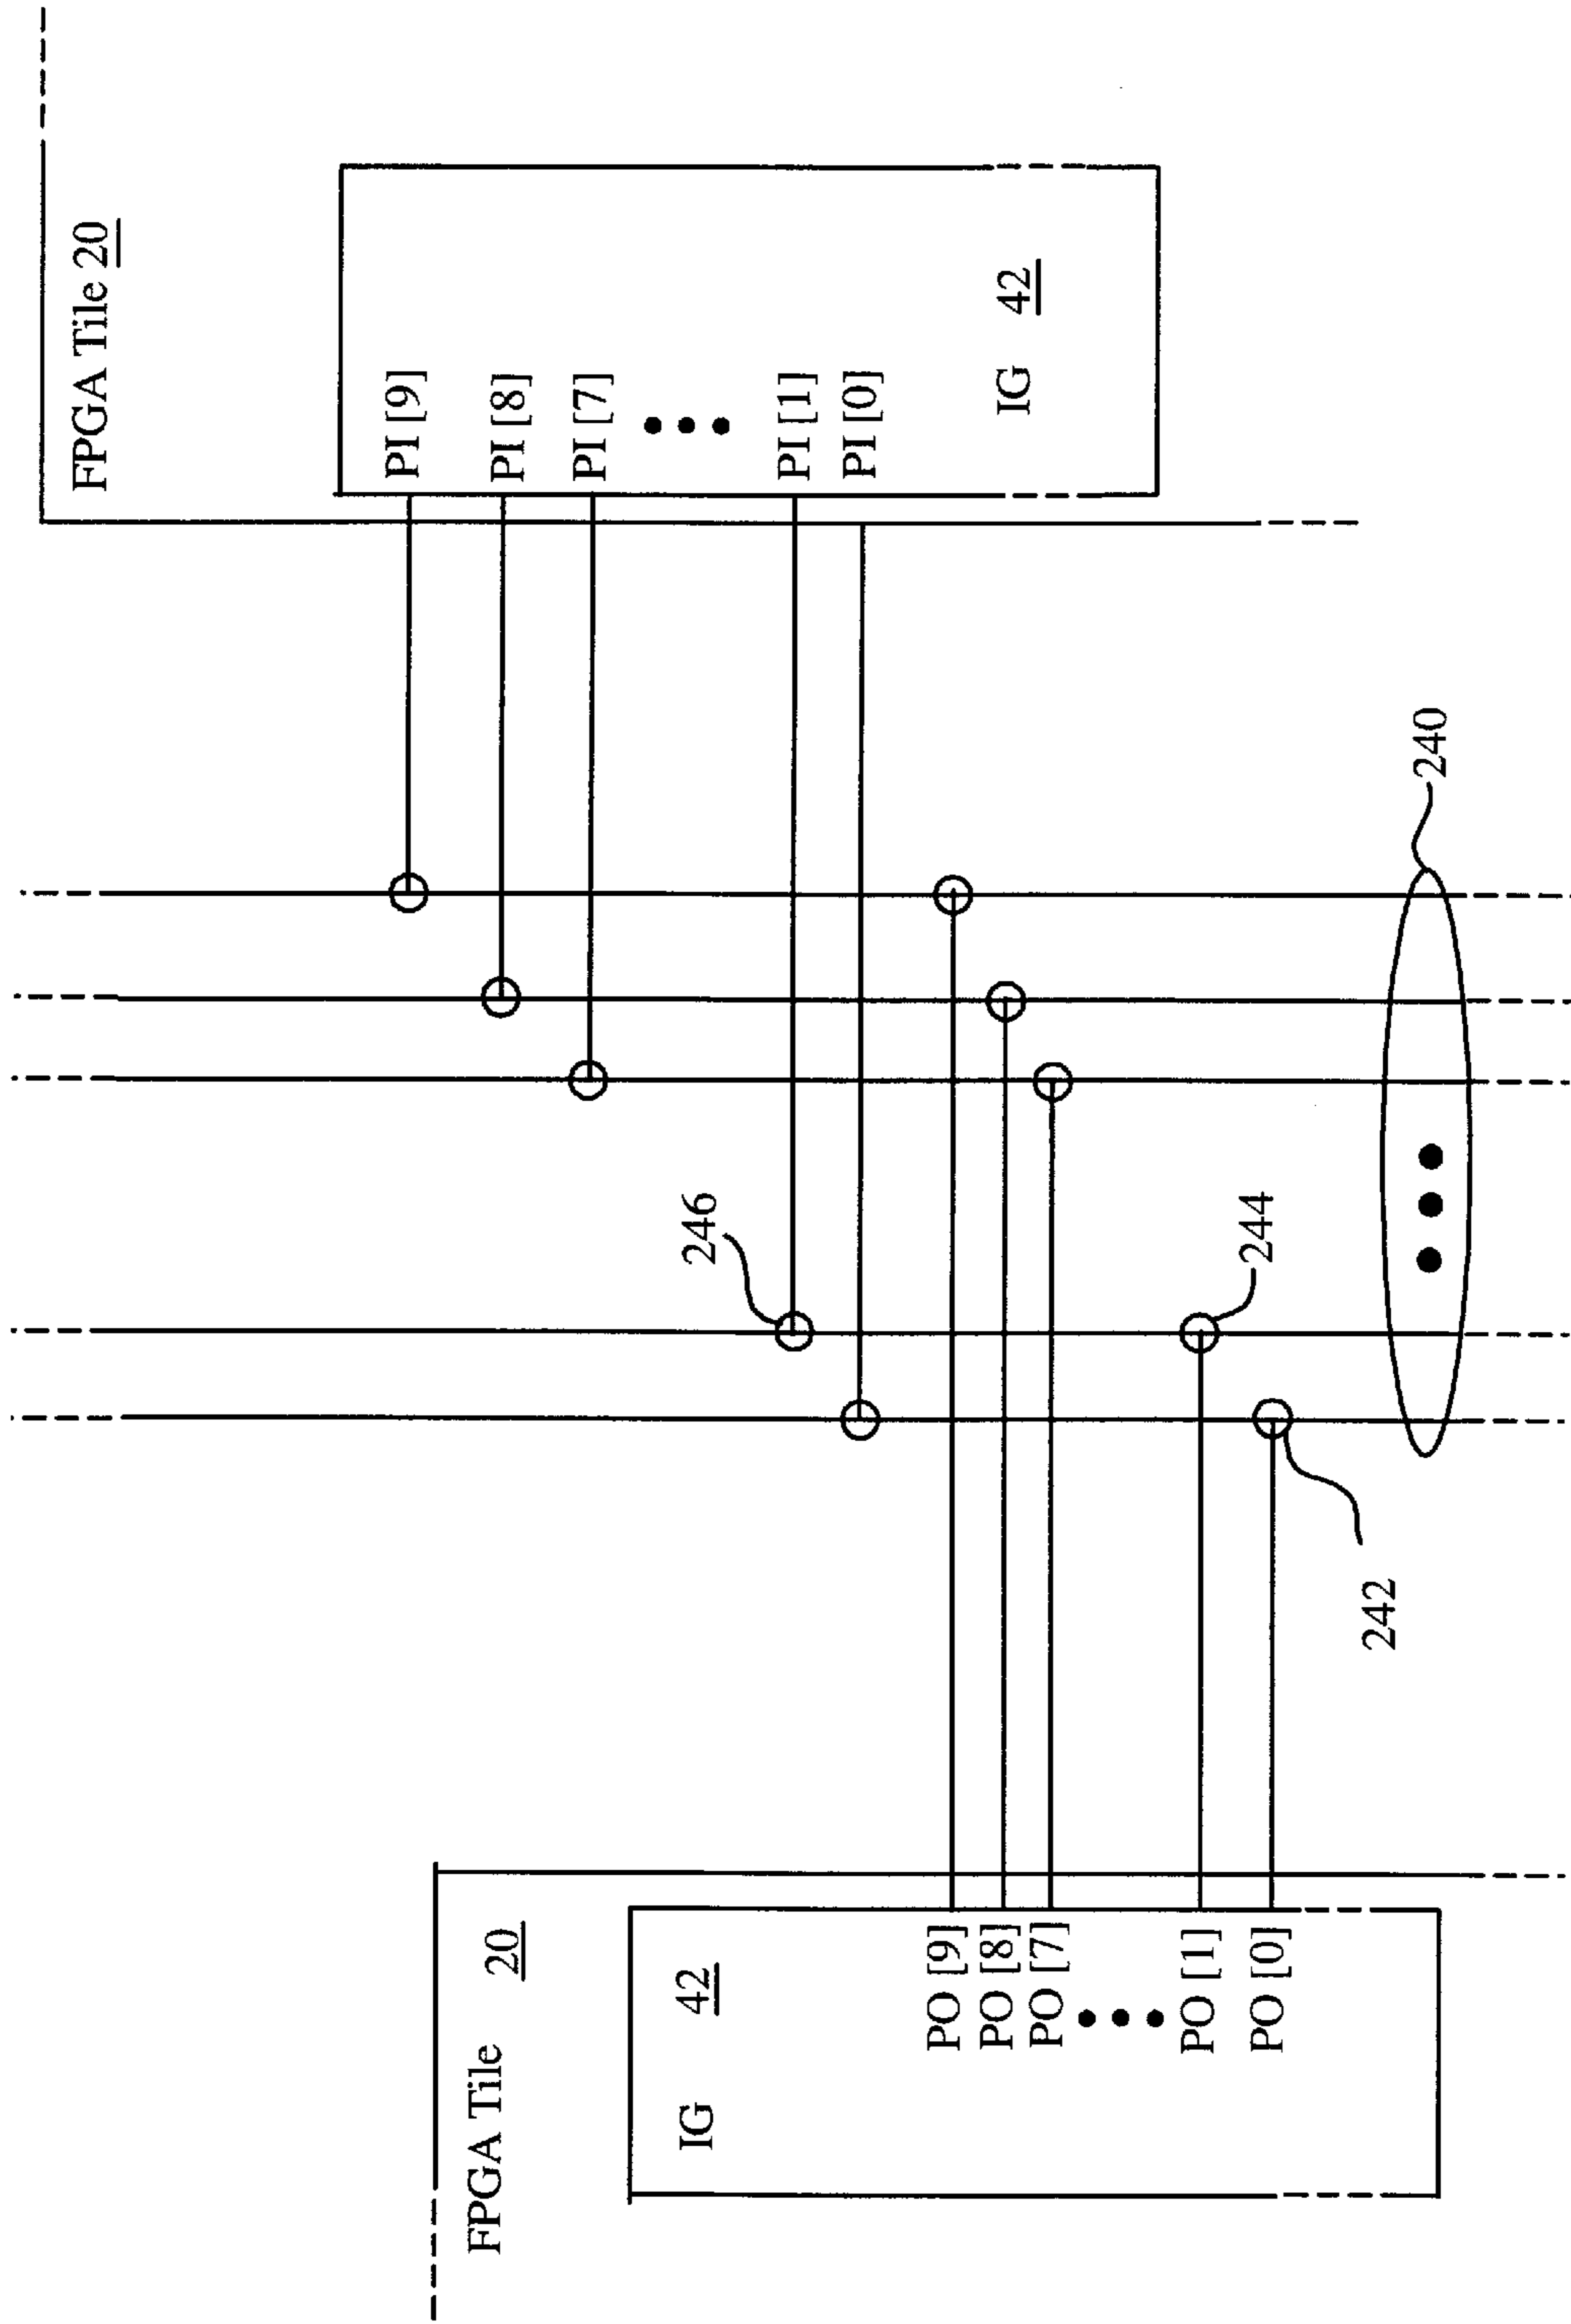 FPGA Tile 20
PI [9]
PI [8]
PI [7]
PI [1]
PI [0]
IG 42
240
246
244
242
FPGA Tile 20
IG 42
PO [9]
PO [8]
PO [7]
PO [1]
PO [0]